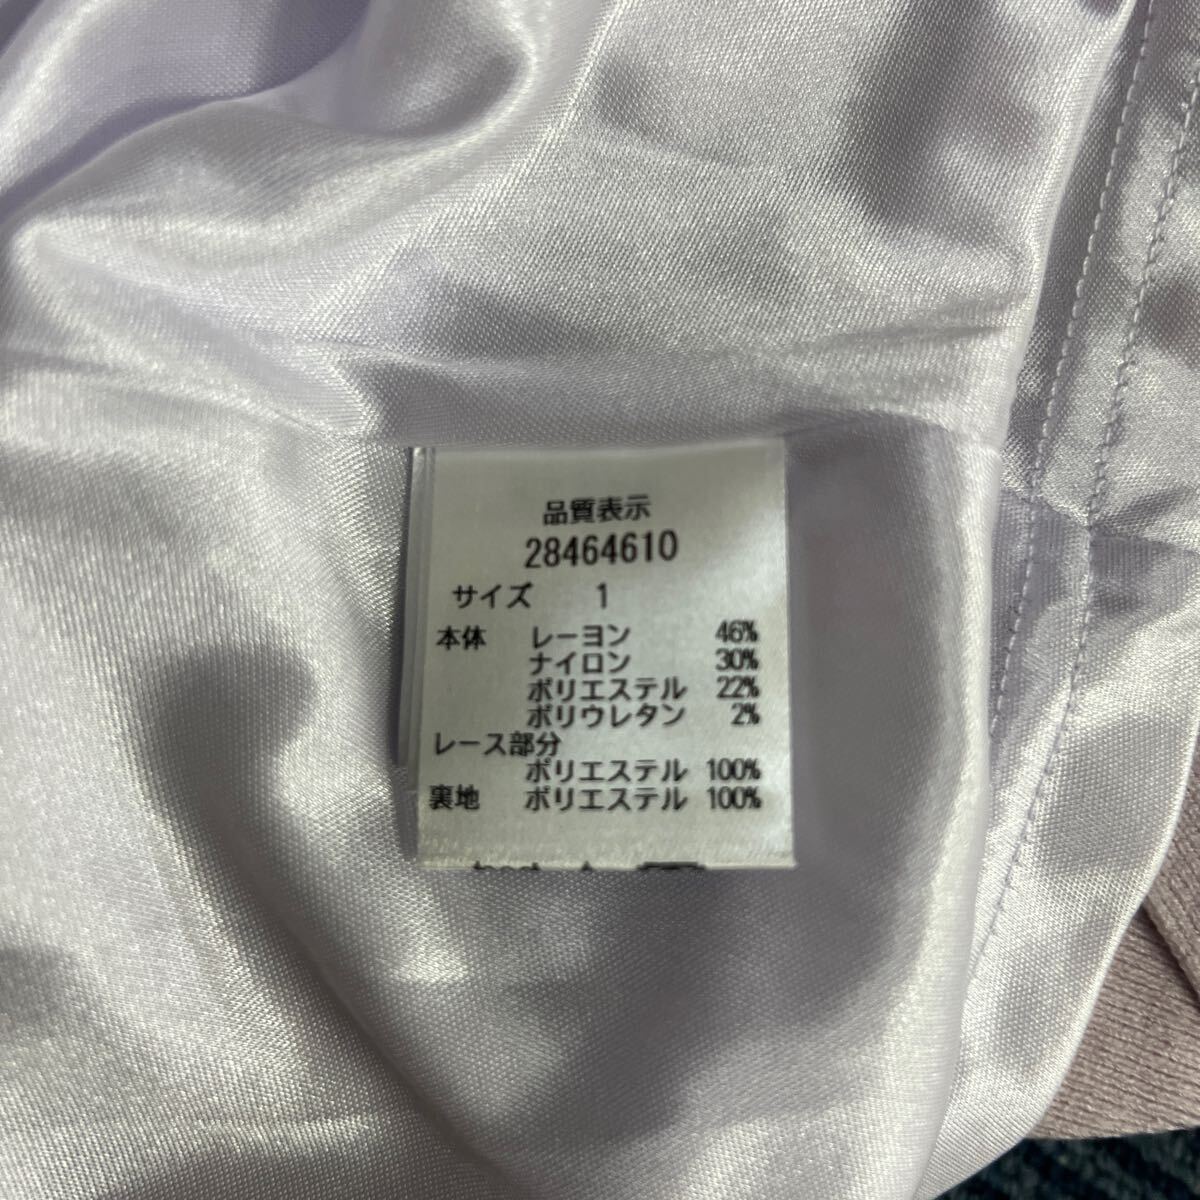 品質表示
28464610
サイズ 1
本体 レーヨン 46%
ナイロン 30%
ポリエステル 22%
ポリウレタン 2%
レース部分
ポリエステル 100%
裏地 ポリエステル 100%